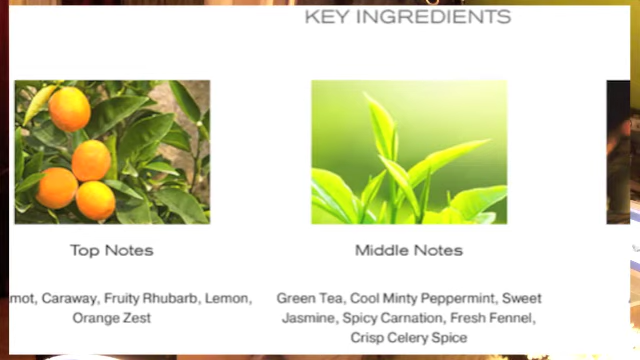 KEY INGREDIENTS
Top Notes
Middle Notes
mot, Caraway, Fruity Rhubarb, Lemon,
Orange Zest
Green Tea, Cool Minty Peppermint, Sweet
Jasmine, Spicy Carnation, Fresh Fennel,
Crisp Celery Spice